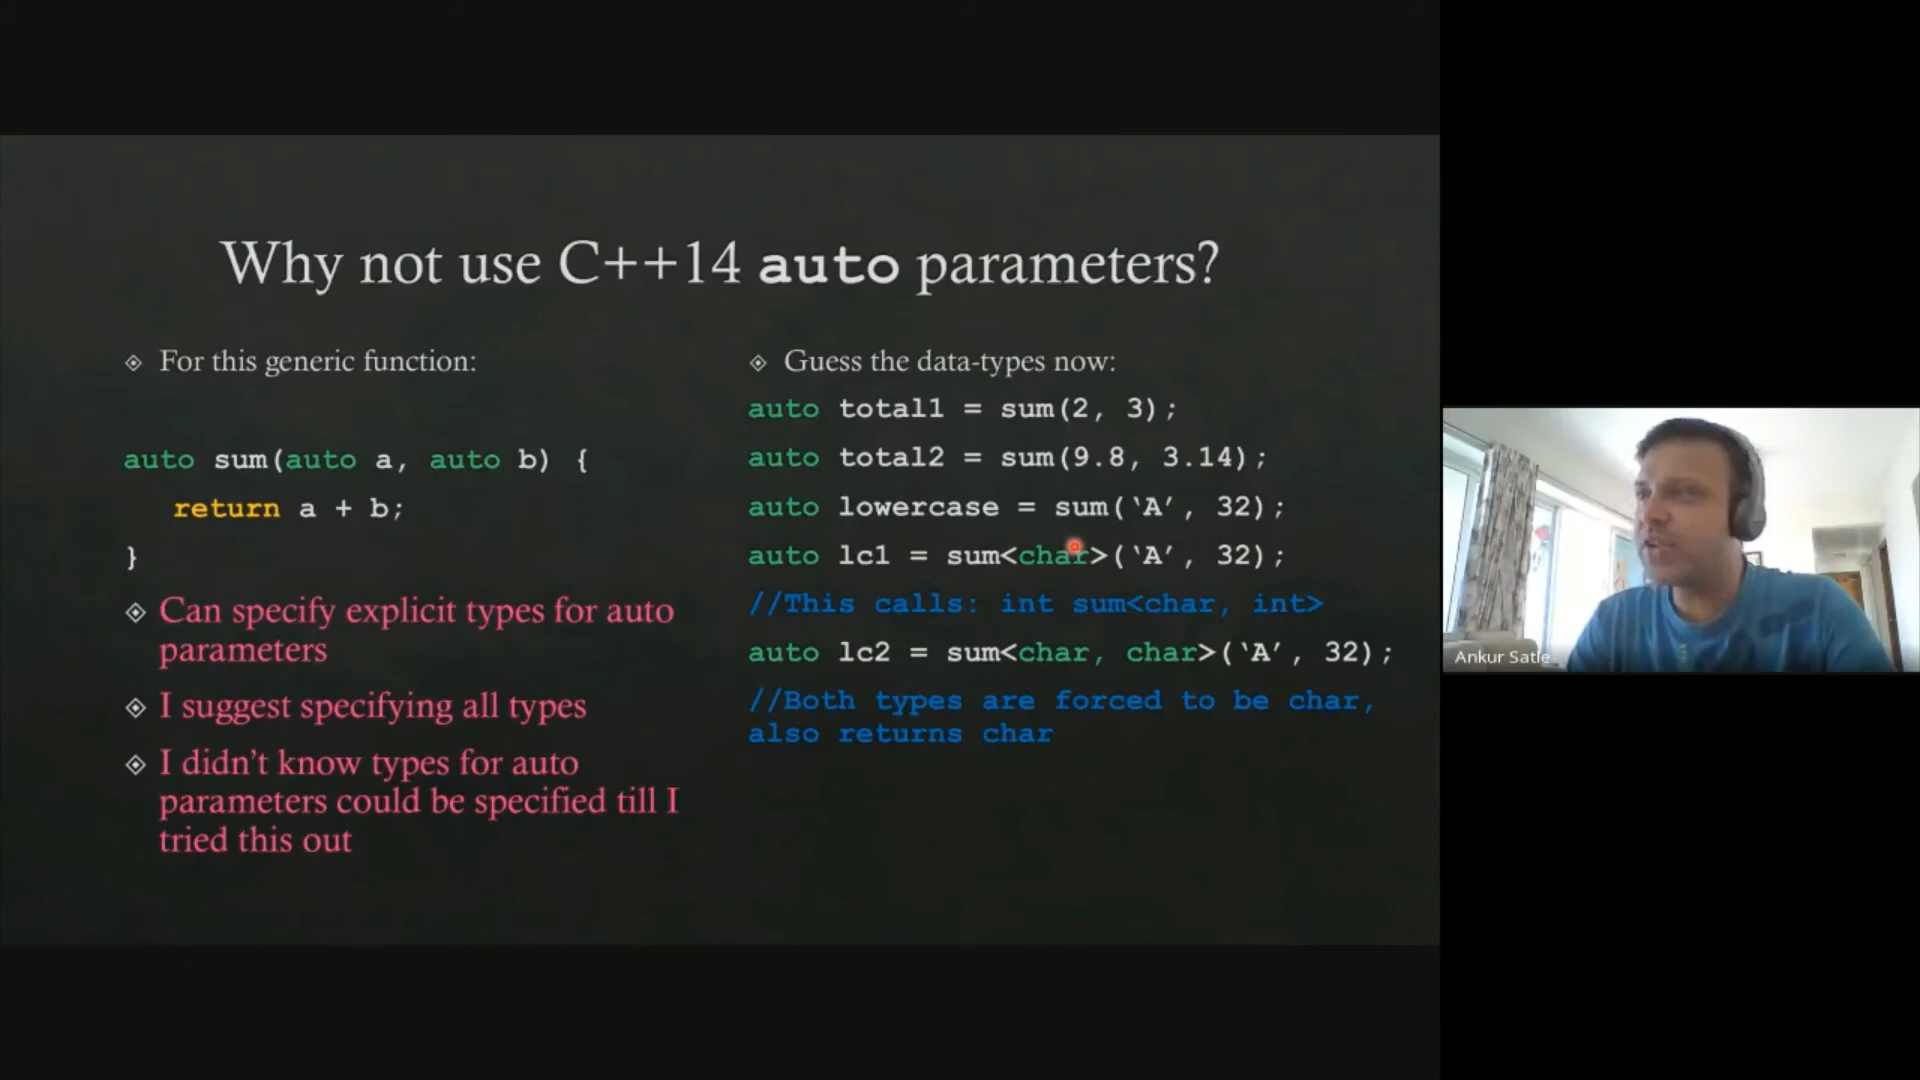 Why not use C++14 auto parameters?
For this generic function:
auto sum(auto a, auto b) {
return a + b;
}
Can specify explicit types for auto
parameters
I suggest specifying all types
I didn’t know types for auto
parameters could be specified till I
tried this out
Guess the data-types now:
auto total1 = sum(2, 3);
auto total2 = sum(9.8, 3.14);
auto lowercase = sum(‘A’, 32);
auto lc1 = sum<char>(‘A’, 32);
//This calls: int sum<char, int>
auto lc2 = sum<char, char>(‘A’, 32);
//Both types are forced to be char,
also returns char
Ankur Satle